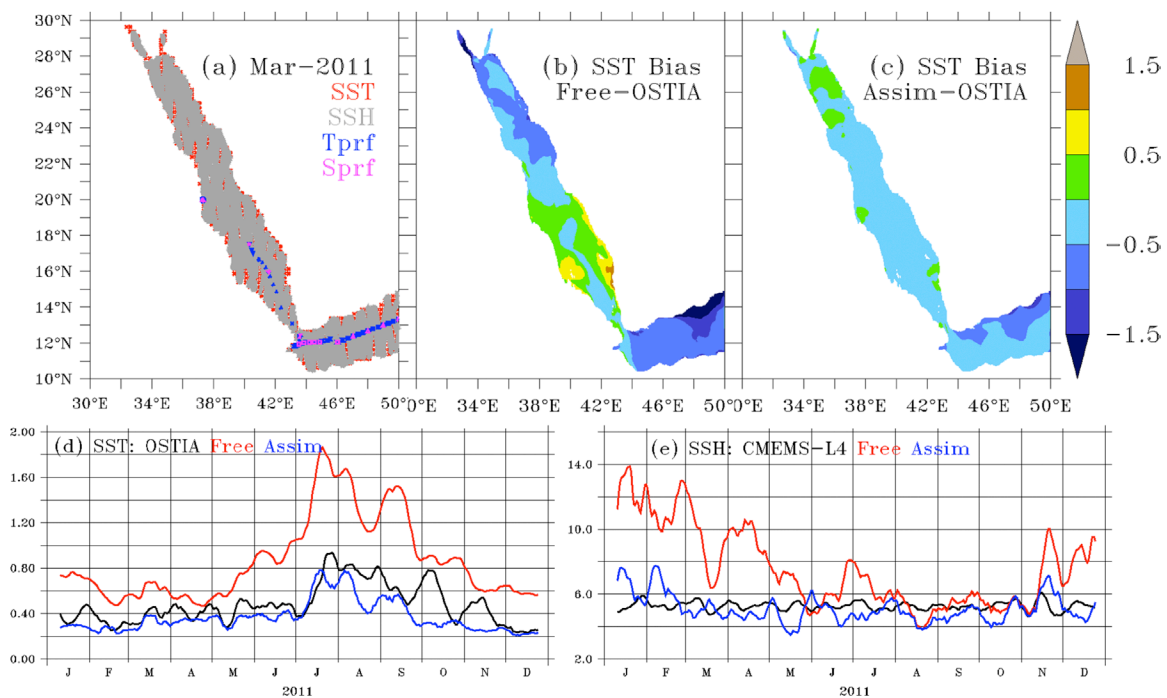 30°N
28°N
26°N
24°N
22°N
20°N
18°N
16°N
14°N
12°N
10°N
(a) Mar-2011
SST
SSH
Tprf
Sprf
(b) SST Bias
Free-OSTIA
(c) SST Bias
Assim-OSTIA
1.5
0.5
-0.5
-1.5
30°E 34°E 38°E 42°E 46°E 50°E 34°E 38°E 42°E 46°E 50°E 34°E 38°E 42°E 46°E 50°E
(d) SST: OSTIA Free Assim
2.00
1.60
1.20
0.80
0.40
0.00
J F M A M J J A S O N D
2011
(e) SSH: CMEMS-L4 Free Assim
14.0
10.0
6.0
2.0
J F M A M J J A S O N D
2011